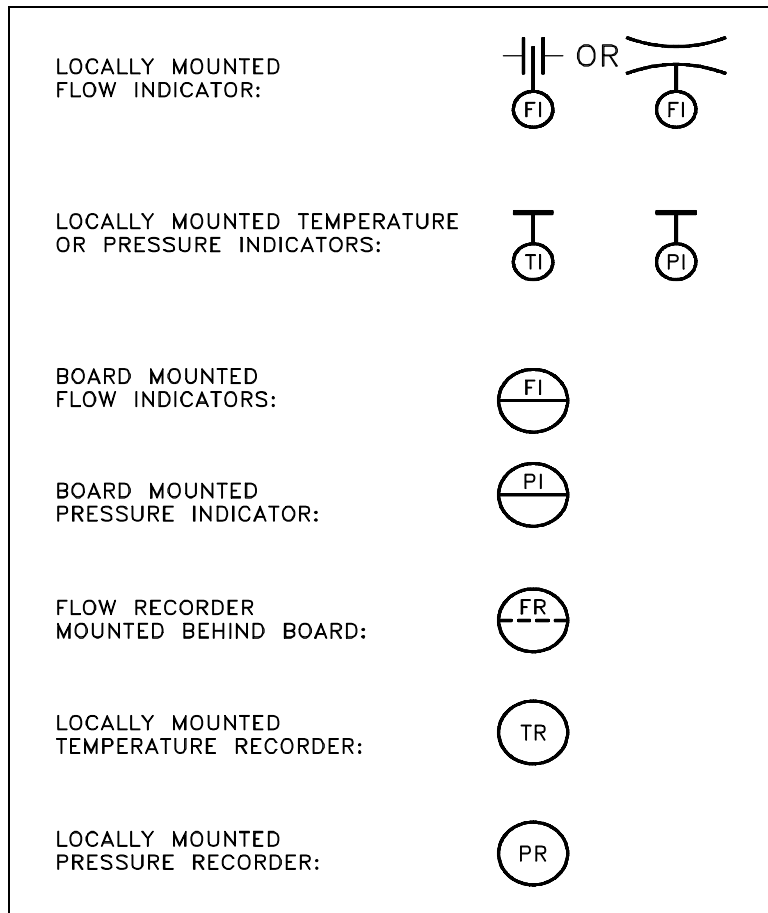 LOCALLY MOUNTED
FLOW INDICATOR:
OR
FI
FI
LOCALLY MOUNTED TEMPERATURE
OR PRESSURE INDICATORS:
TI
PI
BOARD MOUNTED
FLOW INDICATORS:
FI
BOARD MOUNTED
PRESSURE INDICATOR:
PI
FLOW RECORDER
MOUNTED BEHIND BOARD:
FR
LOCALLY MOUNTED
TEMPERATURE RECORDER:
TR
LOCALLY MOUNTED
PRESSURE RECORDER:
PR